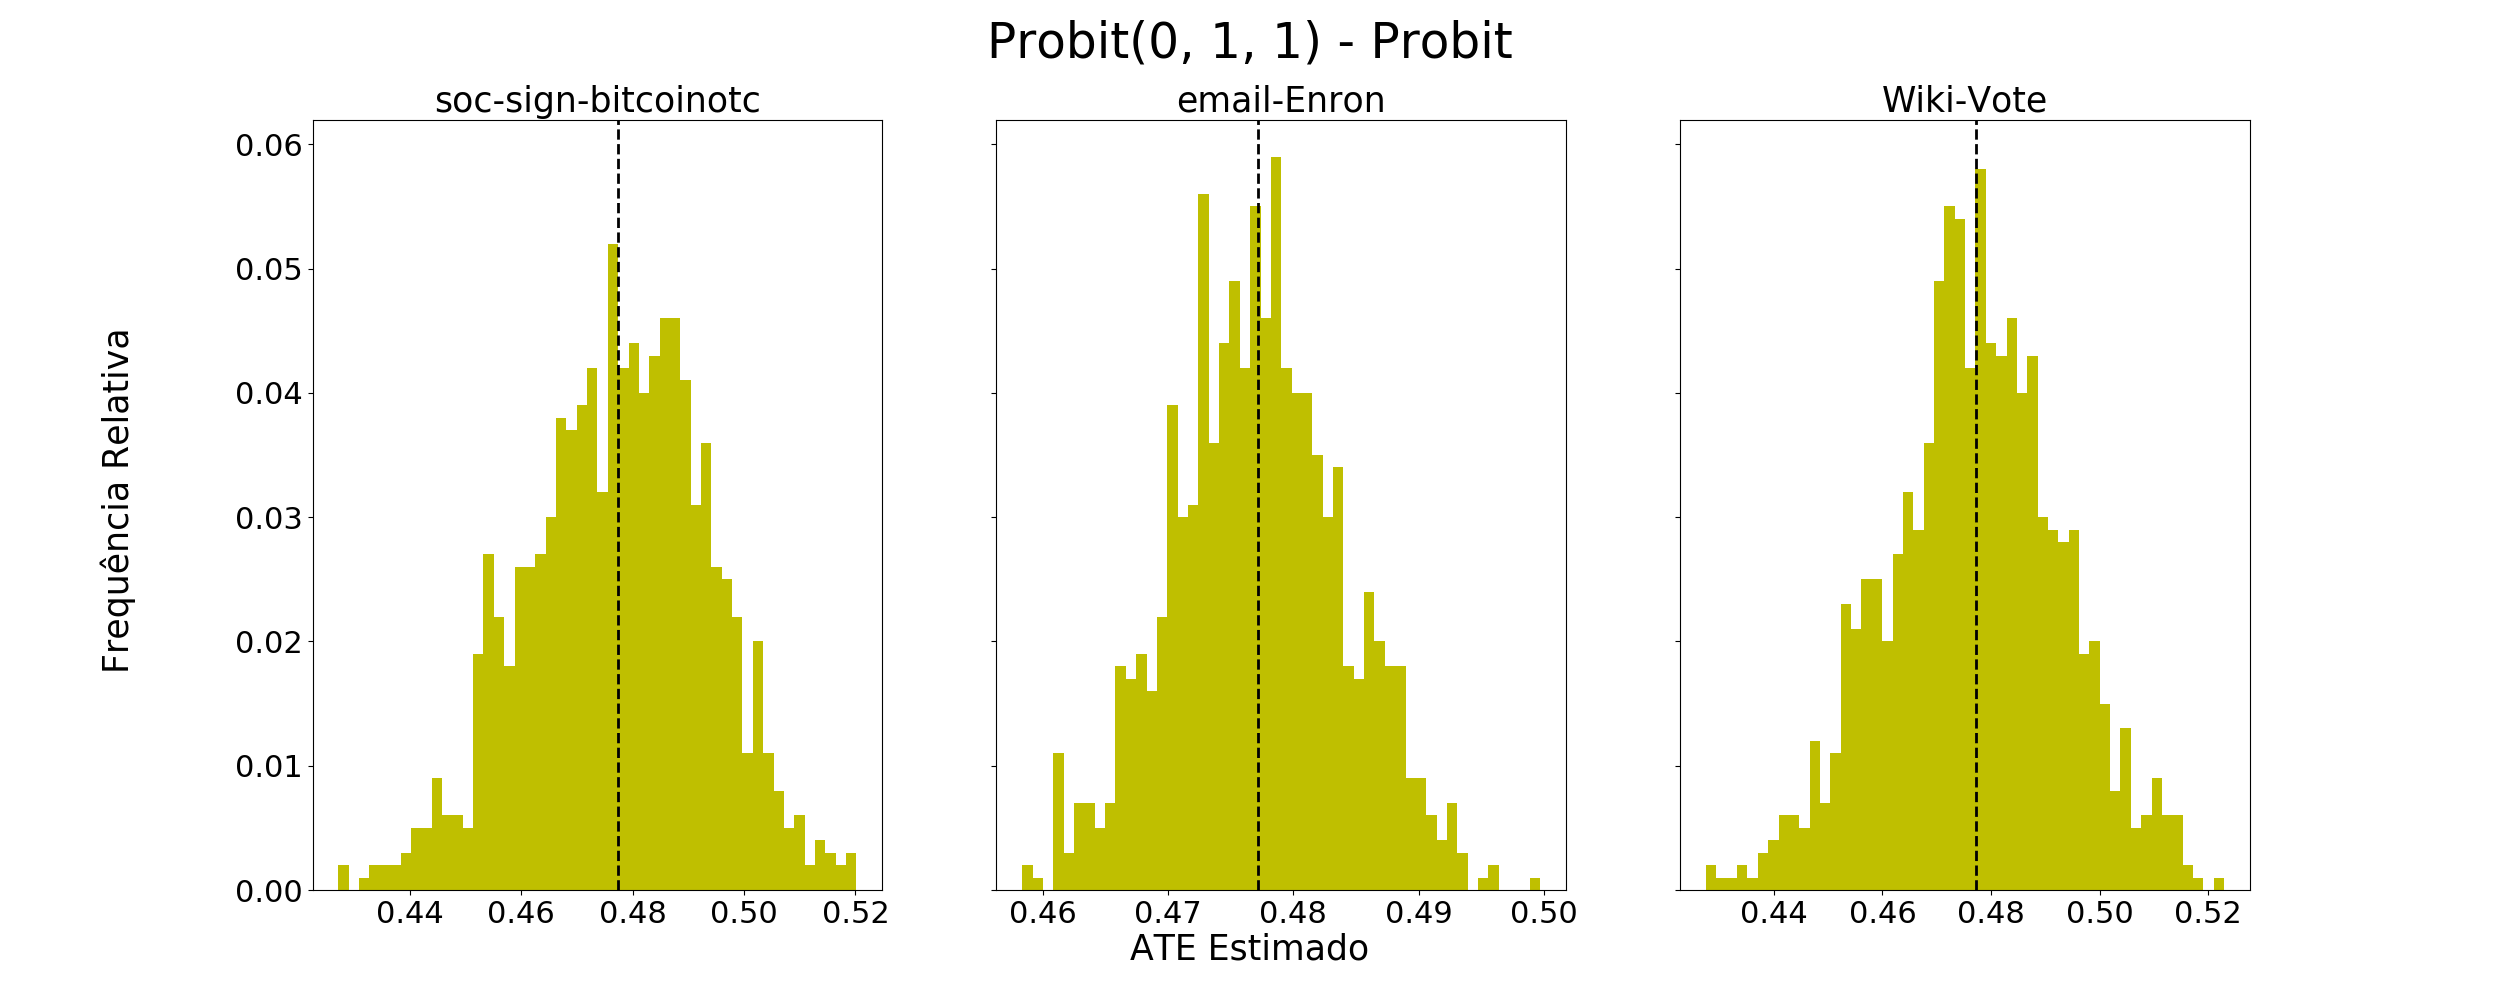 Probit(0, 1, 1) - Probit
soc-sign-bitcoinotc
email-Enron
Wiki-Vote
Frequência Relativa
0.06
0.05
0.04
0.03
0.02
0.01
0.00
0.44 0.46 0.48 0.50 0.52
0.46 0.47 0.48 0.49 0.50
0.44 0.46 0.48 0.50 0.52
ATE Estimado